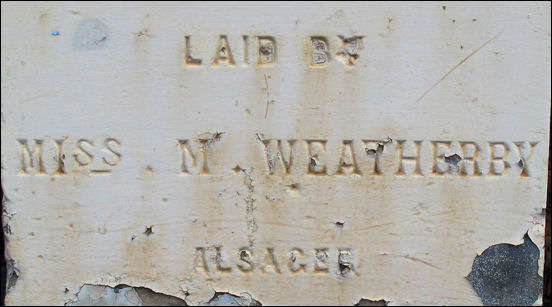 LAID BY
MISS. M. WEATHERBY
ALSAGER